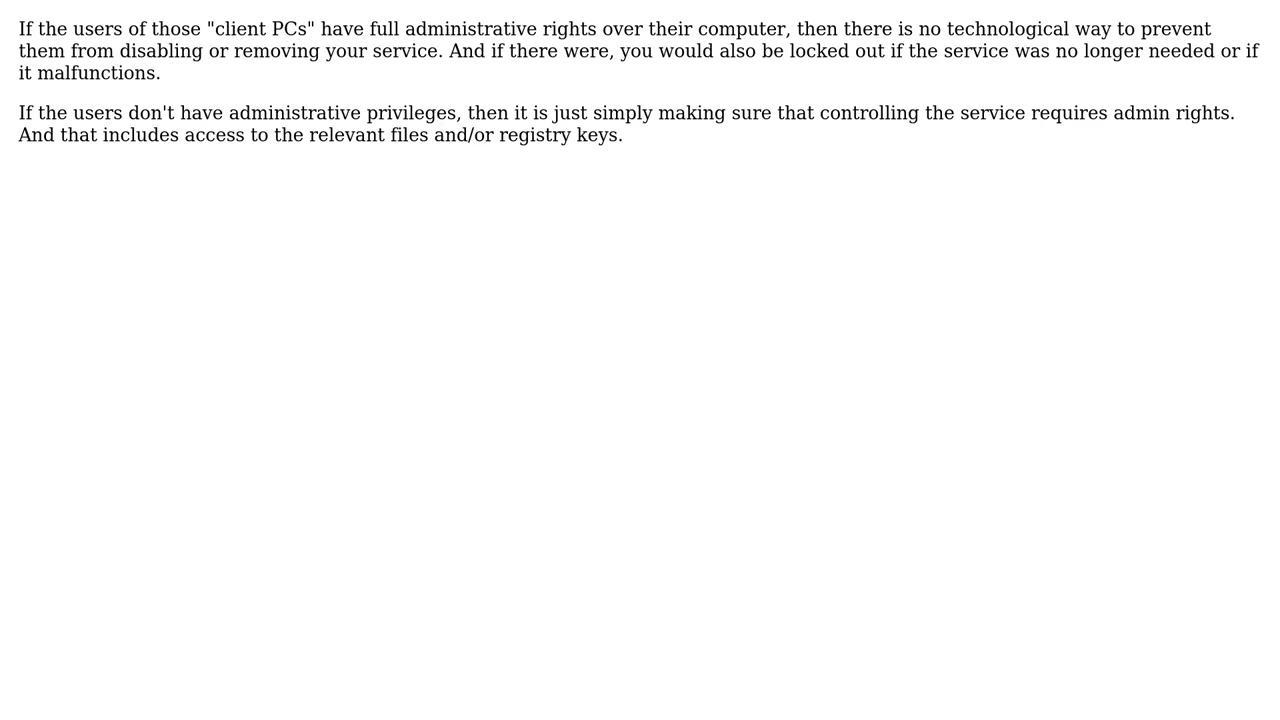 If the users of those "client PCs" have full administrative rights over their computer, then there is no technological way to prevent
them from disabling or removing your service. And if there were, you would also be locked out if the service was no longer needed or if
it malfunctions.
If the users don't have administrative privileges, then it is just simply making sure that controlling the service requires admin rights.
And that includes access to the relevant files and/or registry keys.